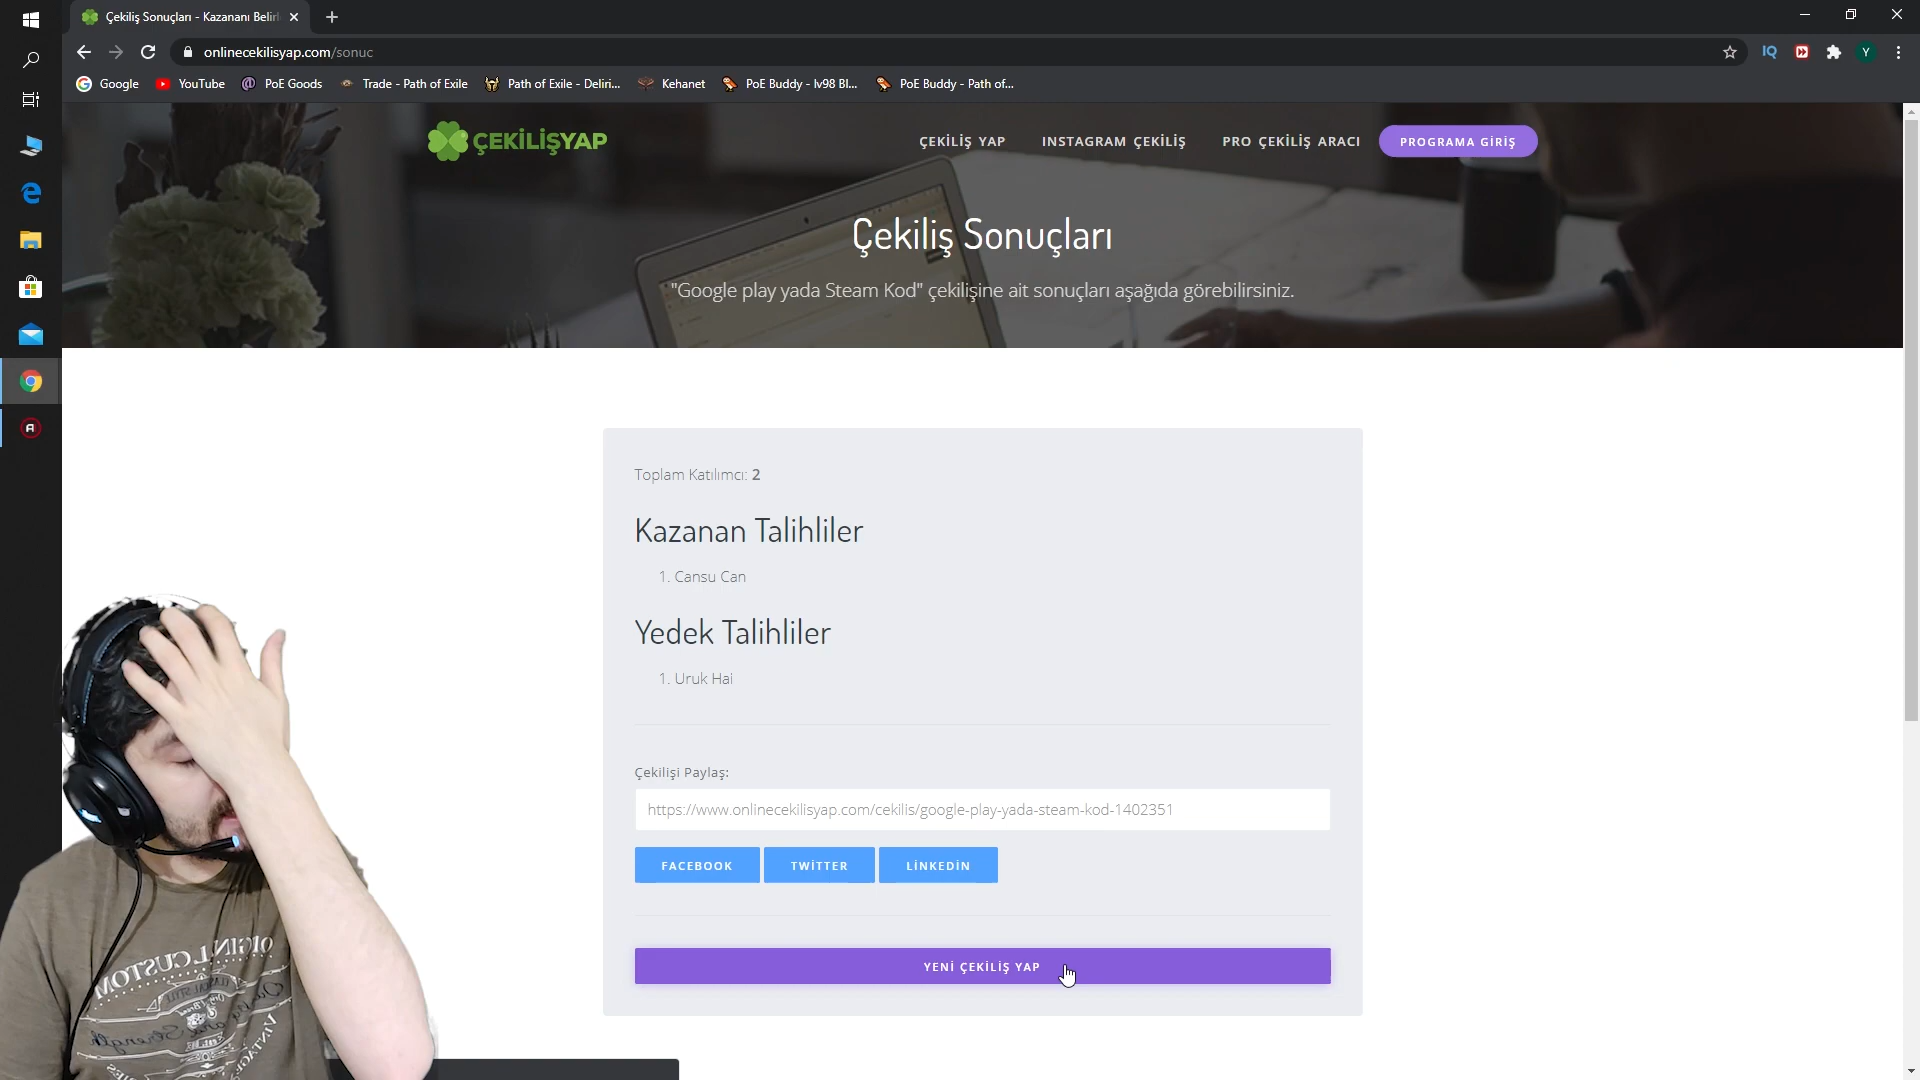 Çekiliş Sonuçları - Kazananı Belirl
onlinecekilisyap.com/sonuc
Google
YouTube
PoE Goods
Trade - Path of Exile
Path of Exile - Deliri...
Kehanet
PoE Buddy - lv98 Bl...
PoE Buddy - Path of...
IQ
Y
ÇEKİLİŞYAP
ÇEKİLİŞ YAP
INSTAGRAM ÇEKİLİŞ
PRO ÇEKİLİŞ ARACI
PROGRAMA GİRİŞ
Çekiliş Sonuçları
"Google play yada Steam Kod" çekilişine ait sonuçları aşağıda görebilirsiniz.
Toplam Katılımcı: 2
Kazanan Talihliler
1. Cansu Can
Yedek Talihliler
1. Uruk Hai
Çekilişi Paylaş:
https://www.onlinecekilisyap.com/cekilis/google-play-yada-steam-kod-1402351
FACEBOOK
TWİTTER
LİNKEDİN
YENİ ÇEKİLİŞ YAP
CUSTOM